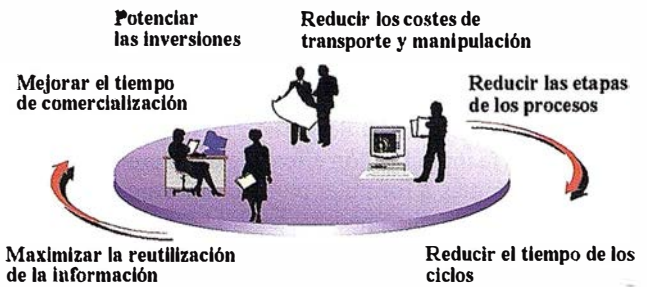 Potenciar
las inversiones
Reducir los costes de
transporte y manipulación
Mejorar el tiempo
de comercialización
Reducir las etapas
de los procesos
Maximizar la reutilización
de la información
Reducir el tiempo de los
ciclos